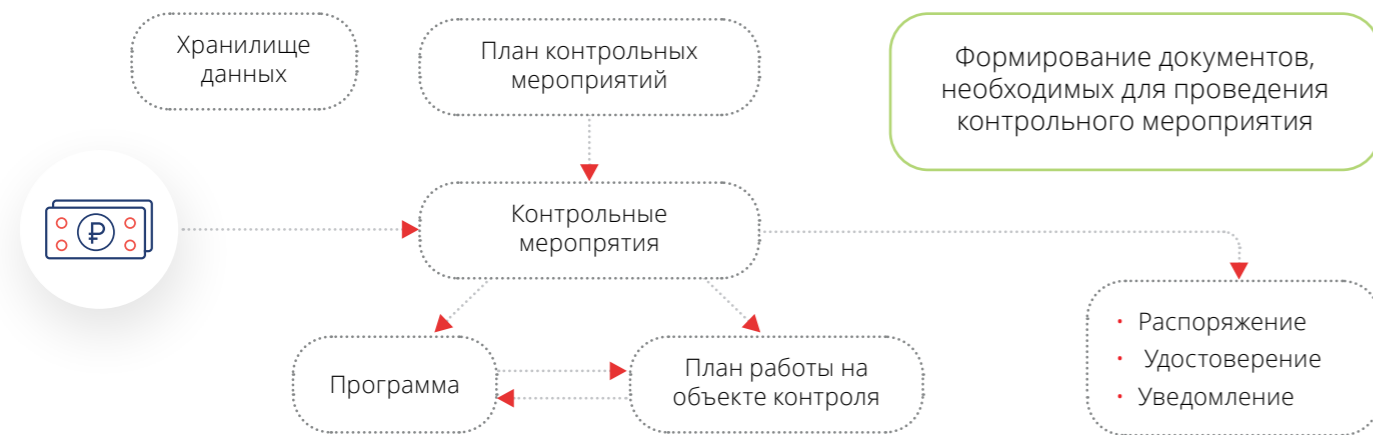 Хранилище
данных
План контрольных
мероприятий
Формирование документов,
необходимых для проведения
контрольного мероприятия
Контрольные
меропрятия
Программа
План работы на
объекте контроля
• Распоряжение
• Удостоверение
• Уведомление